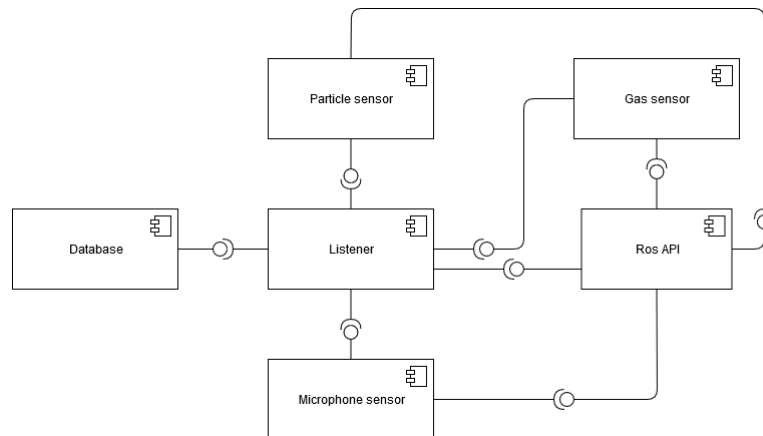 Particle sensor
Gas sensor
Database
Listener
Ros API
Microphone sensor